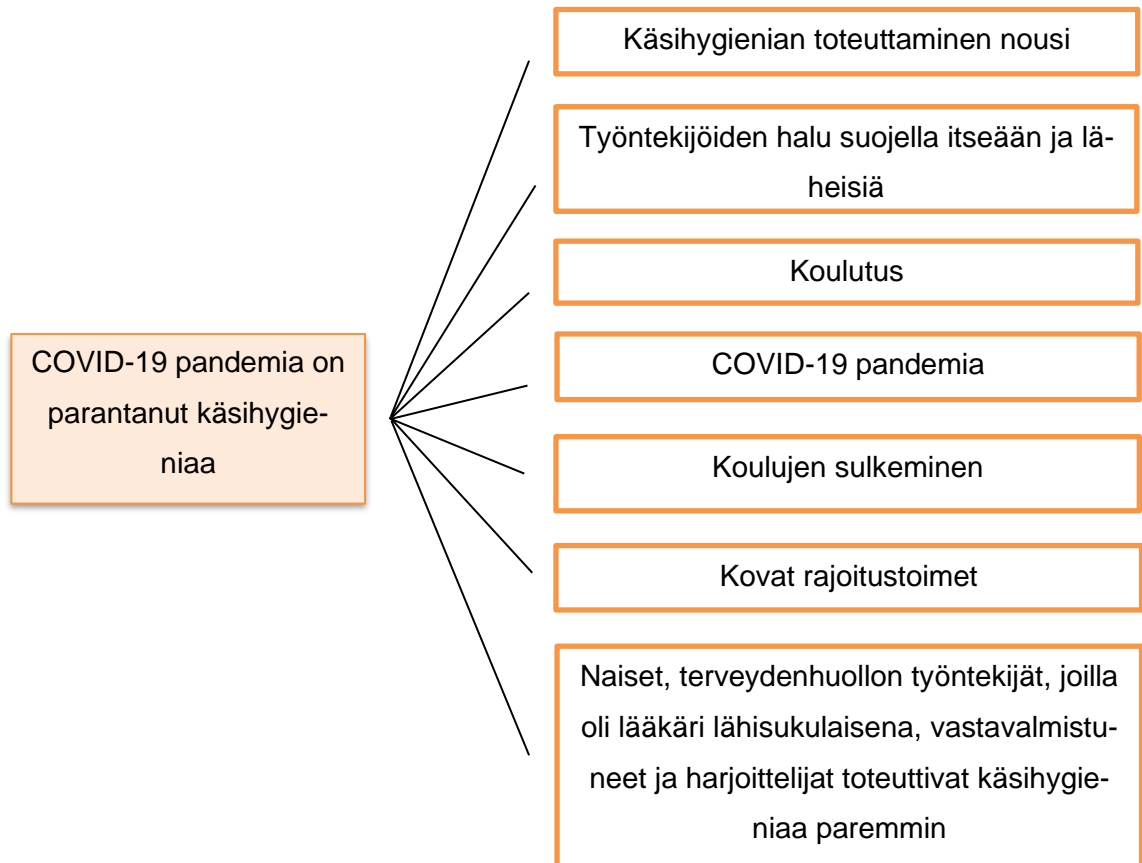 Käsihygienian toteuttaminen nousi
Työntekijöiden halu suojella itseään ja lä-
heisiä
Koulutus
COVID-19 pandemia on
parantanut käsihygie-
niaa
COVID-19 pandemia
Koulujen sulkeminen
Kovat rajoitustoimet
Naiset, terveydenhuollon työntekijät, joilla
oli lääkäri lähisukulaisena, vastavalmistu-
neet ja harjoittelijat toteuttivat käsihygie-
niaa paremmin